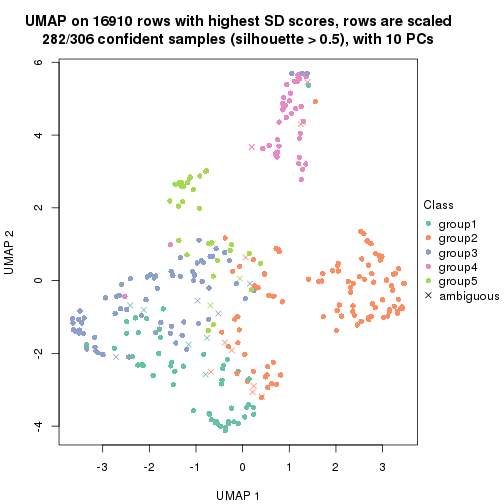 UMAP on 16910 rows with highest SD scores, rows are scaled
282/306 confident samples (silhouette > 0.5), with 10 PCs
6
4
2
0
-2
-4
UMAP 2
-3
-2
-1
0
1
2
3
UMAP 1
Class
group1
group2
group3
group4
group5
ambiguous